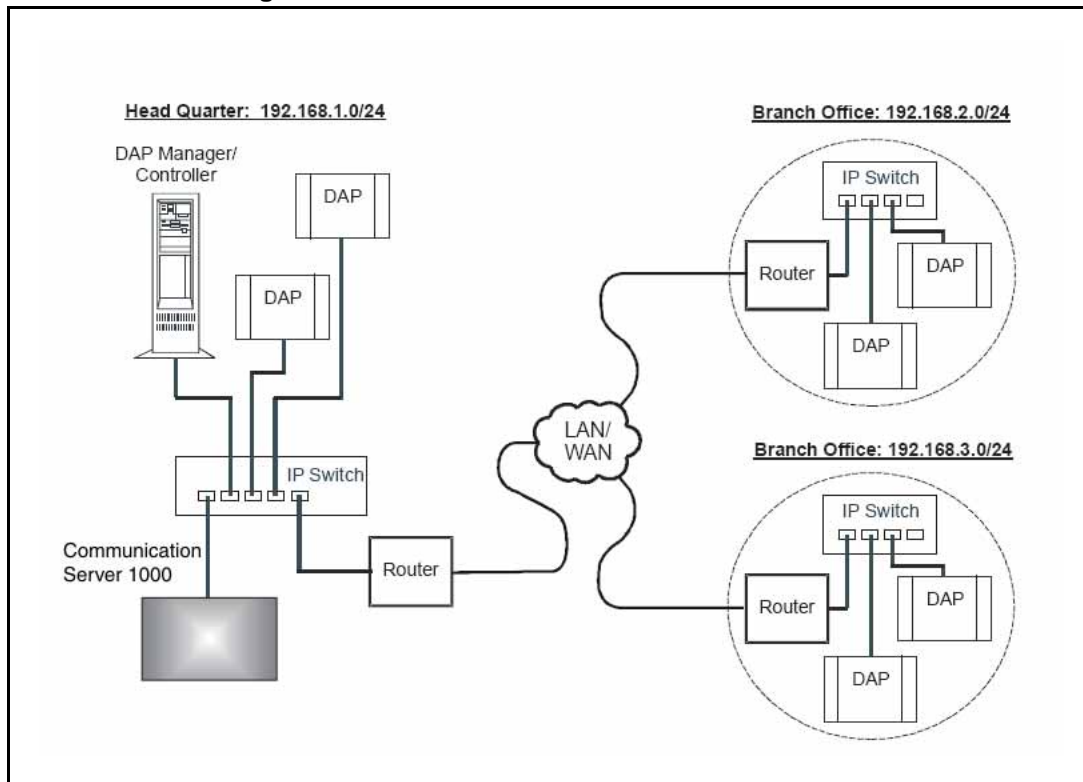 Head Quarter: 192.168.1.0/24
DAP Manager/
Controller
DAP
DAP
IP Switch
Communication
Server 1000
Router
LAN/
WAN
Branch Office: 192.168.2.0/24
IP Switch
Router
DAP
DAP
Branch Office: 192.168.3.0/24
IP Switch
Router
DAP
DAP